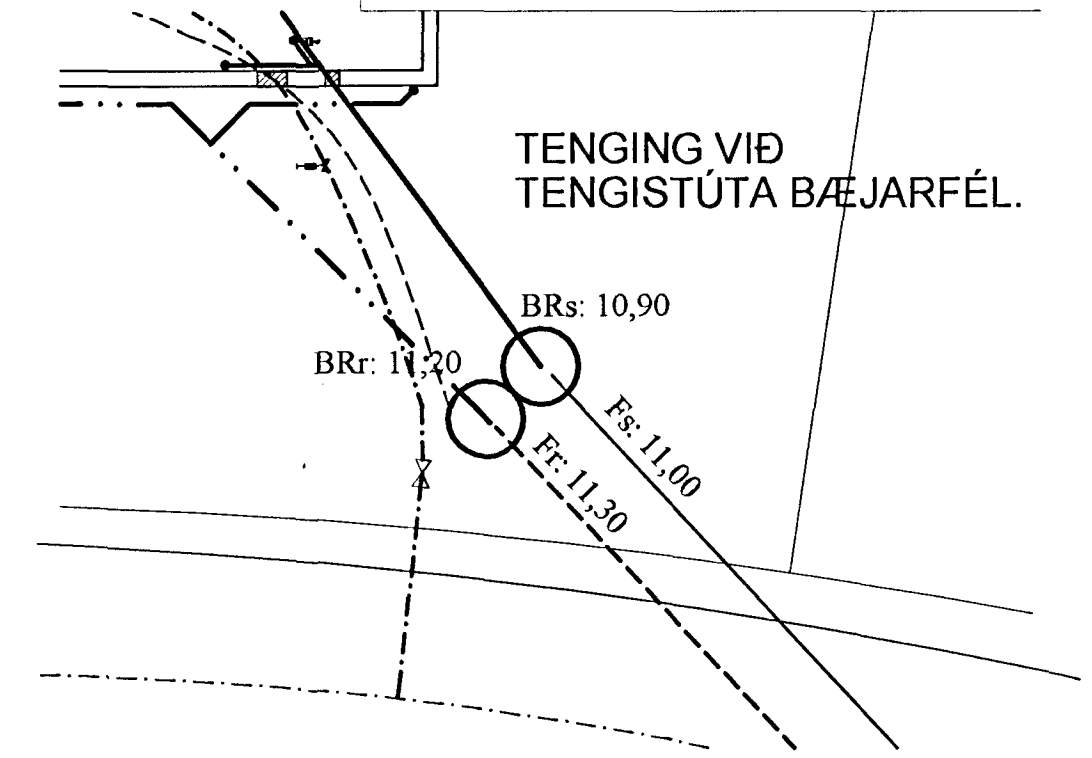 TENGING VIÐ
TENGISTÚTA BÆJARFÉL.
BRs: 10,90
BRr: 11,20
Fs: 11,00
Fr: 11,30